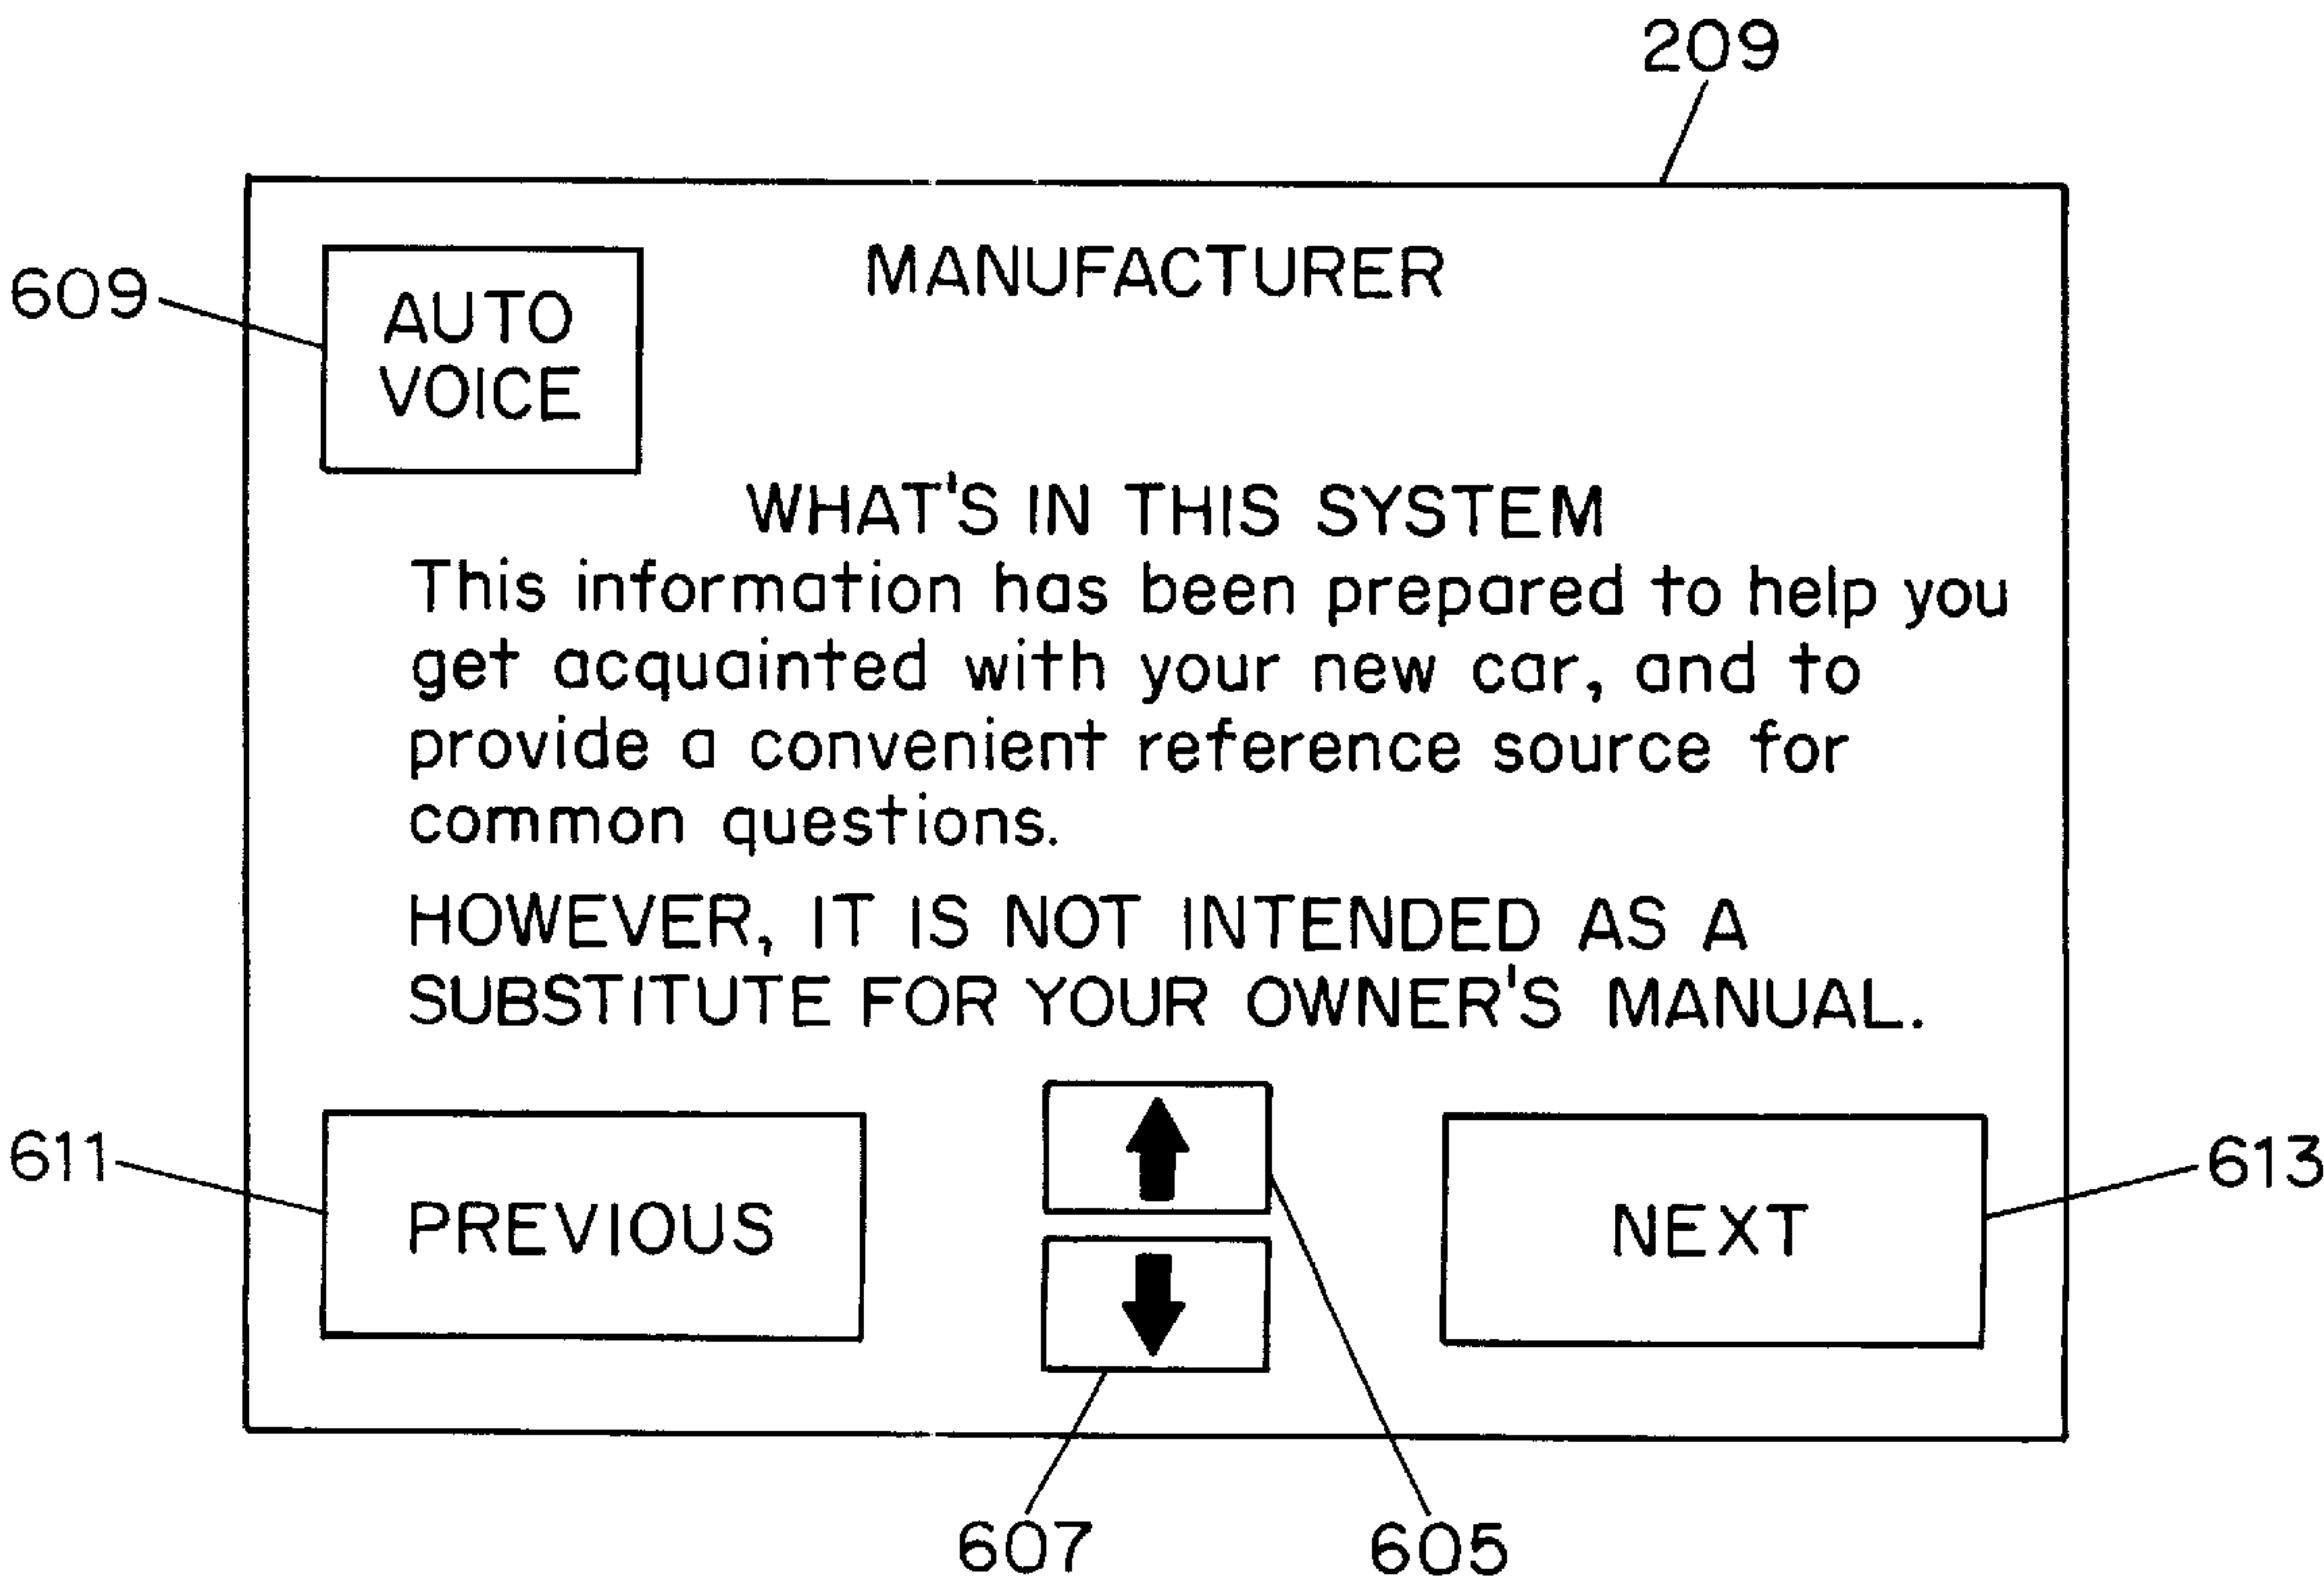 209
609
AUTO
VOICE
MANUFACTURER
WHAT'S IN THIS SYSTEM
This information has been prepared to help you
get acquainted with your new car, and to
provide a convenient reference source for
common questions.
HOWEVER, IT IS NOT INTENDED AS A
SUBSTITUTE FOR YOUR OWNER'S MANUAL.
611
PREVIOUS
NEXT
613
607
605